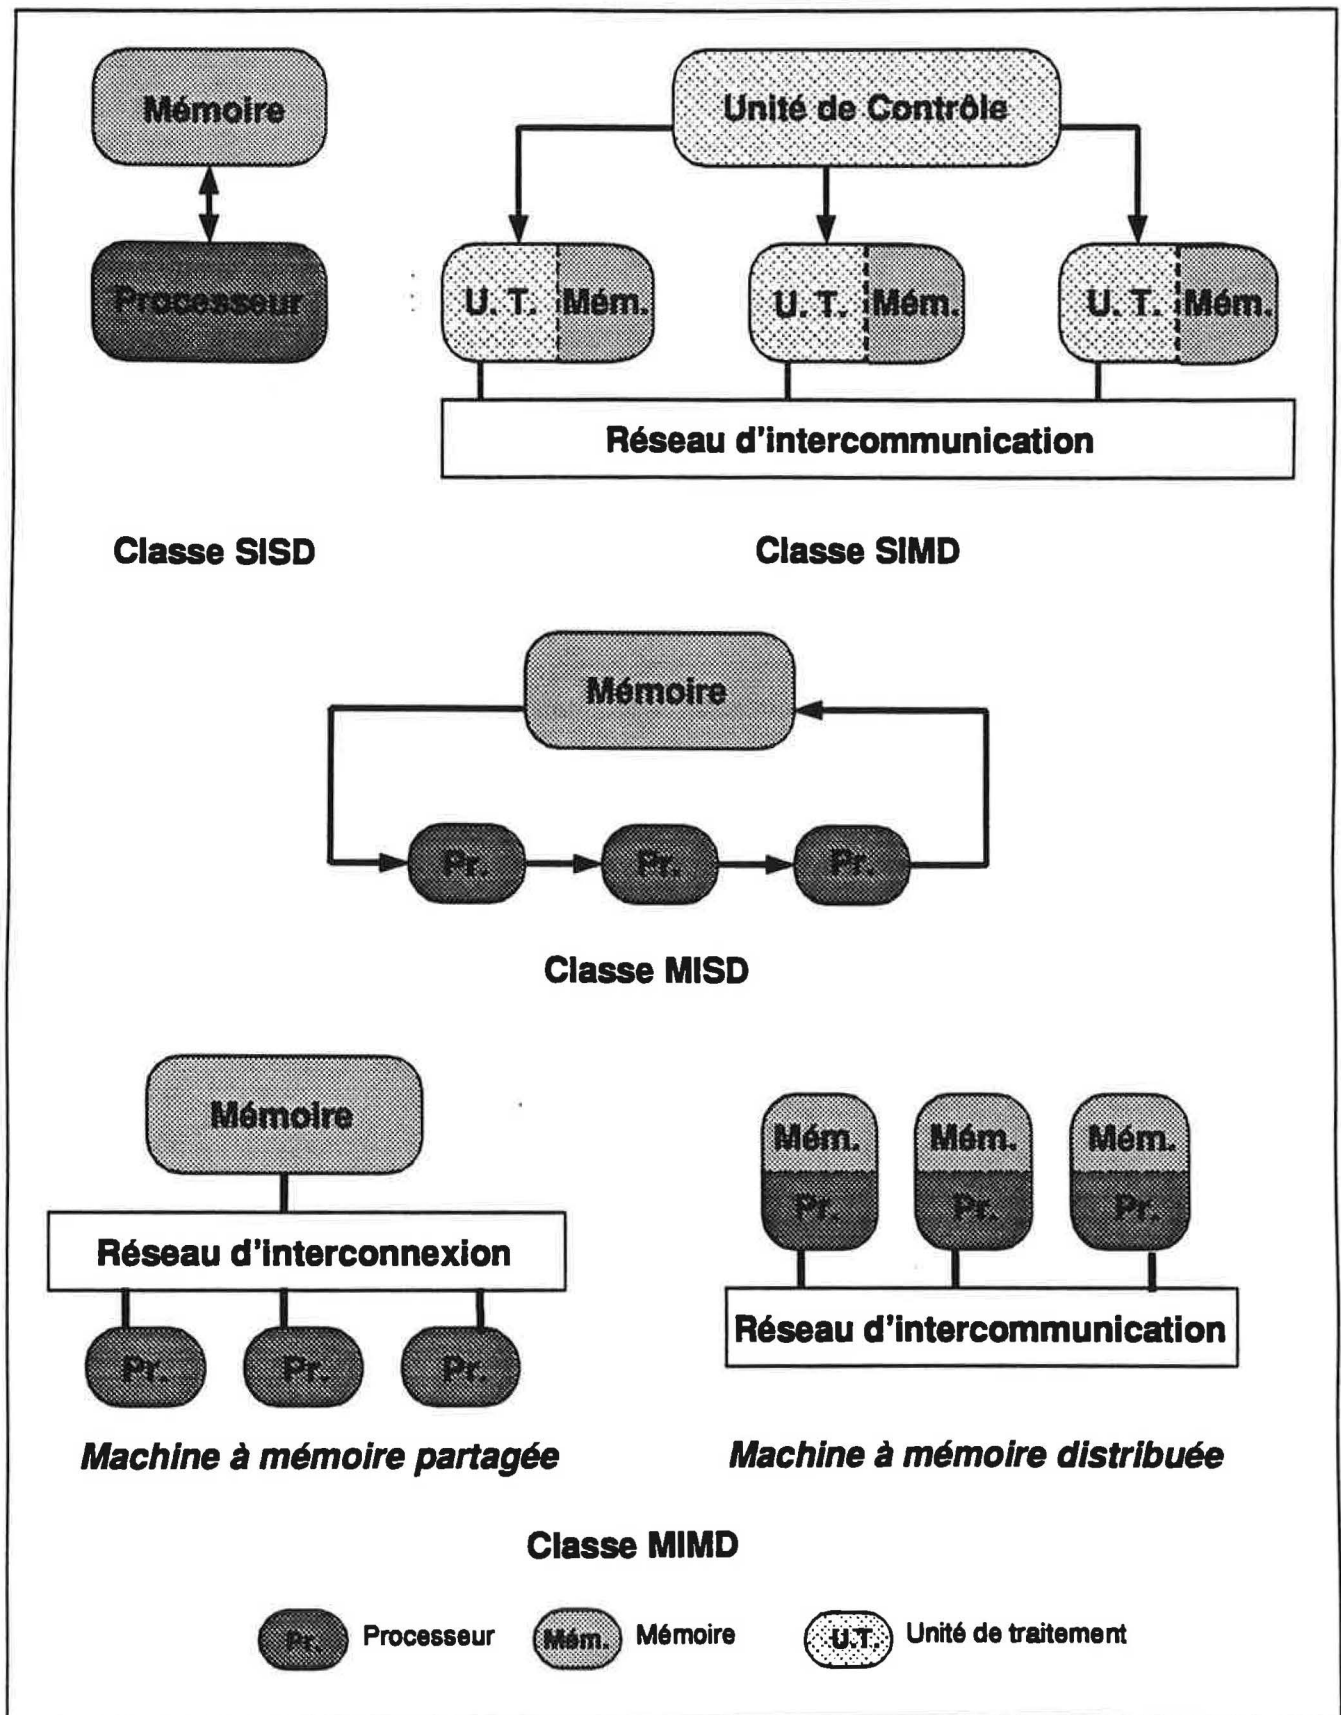 Mémoire
Unité de Contrôle
Processeur
U. T. Mém.
U. T. Mém.
U. T. Mém.
Réseau d'intercommunication
Classe SISD
Classe SIMD
Mémoire
Pr.
Pr.
Pr.
Classe MISD
Mémoire
Réseau d'interconnexion
Pr.
Pr.
Pr.
Machine à mémoire partagée
Mém.
Mém.
Mém.
Pr.
Pr.
Pr.
Réseau d'intercommunication
Machine à mémoire distribuée
Classe MIMD
Pr. Processeur
Mém. Mémoire
U.T. Unité de traitement